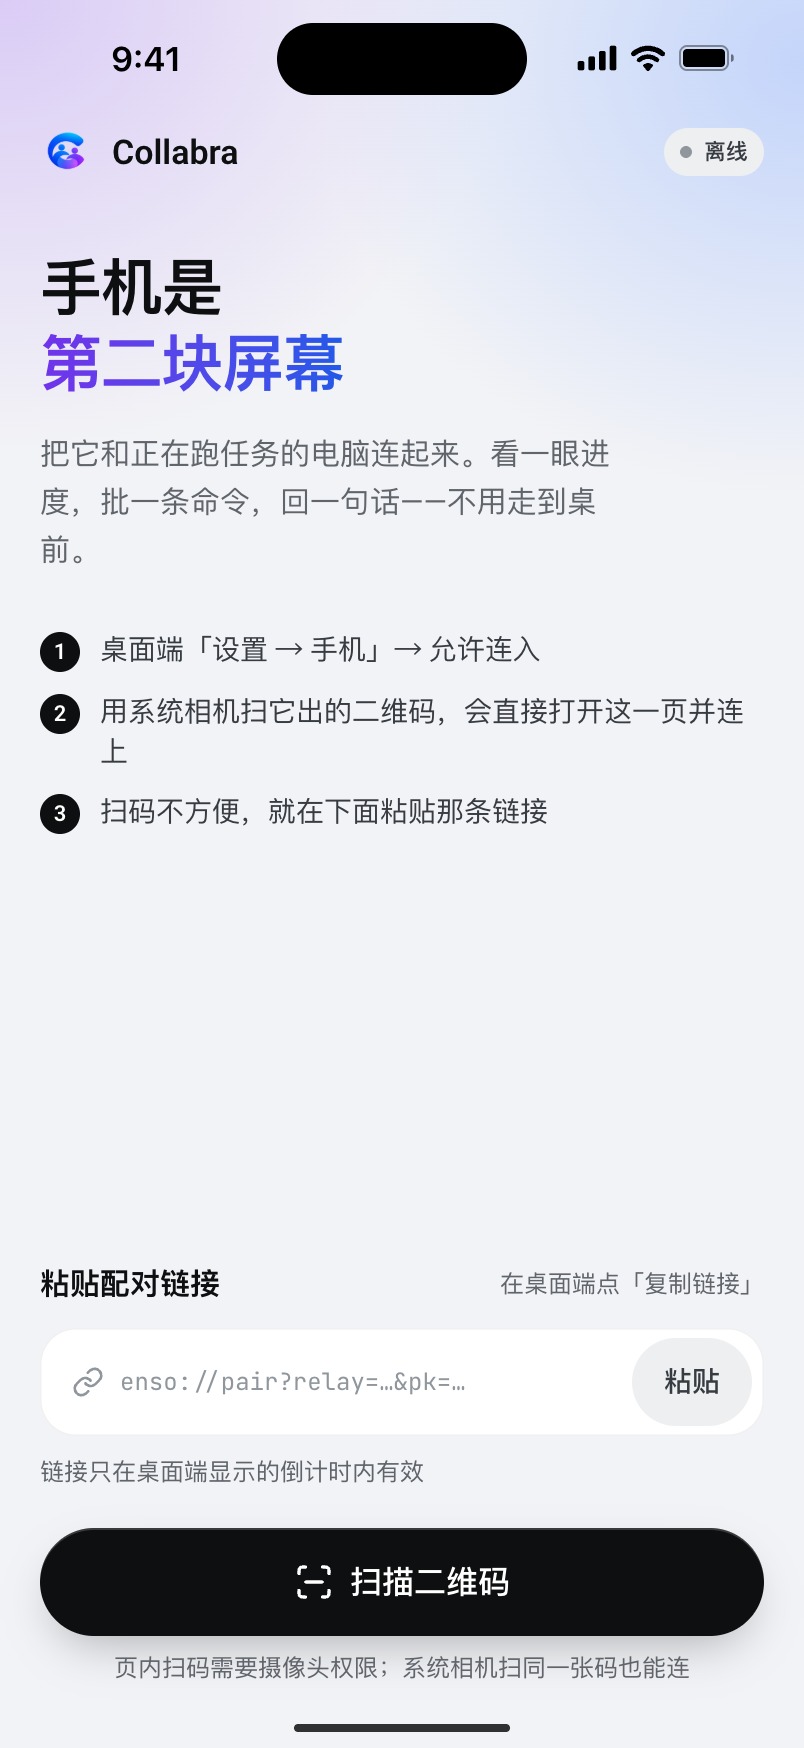 9:41
Collabra
离线
手机是
第二块屏幕
把它和正在跑任务的电脑连起来。看一眼进
度，批一条命令，回一句话——不用走到桌
前。
1 桌面端「设置 → 手机」→ 允许连入
2 用系统相机扫它出的二维码，会直接打开这一页并连
上
3 扫码不方便，就在下面粘贴那条链接
粘贴配对链接
在桌面端点「复制链接」
enso://pair?relay=…&pk=…
粘贴
链接只在桌面端显示的倒计时内有效
扫描二维码
页内扫码需要摄像头权限；系统相机扫同一张码也能连